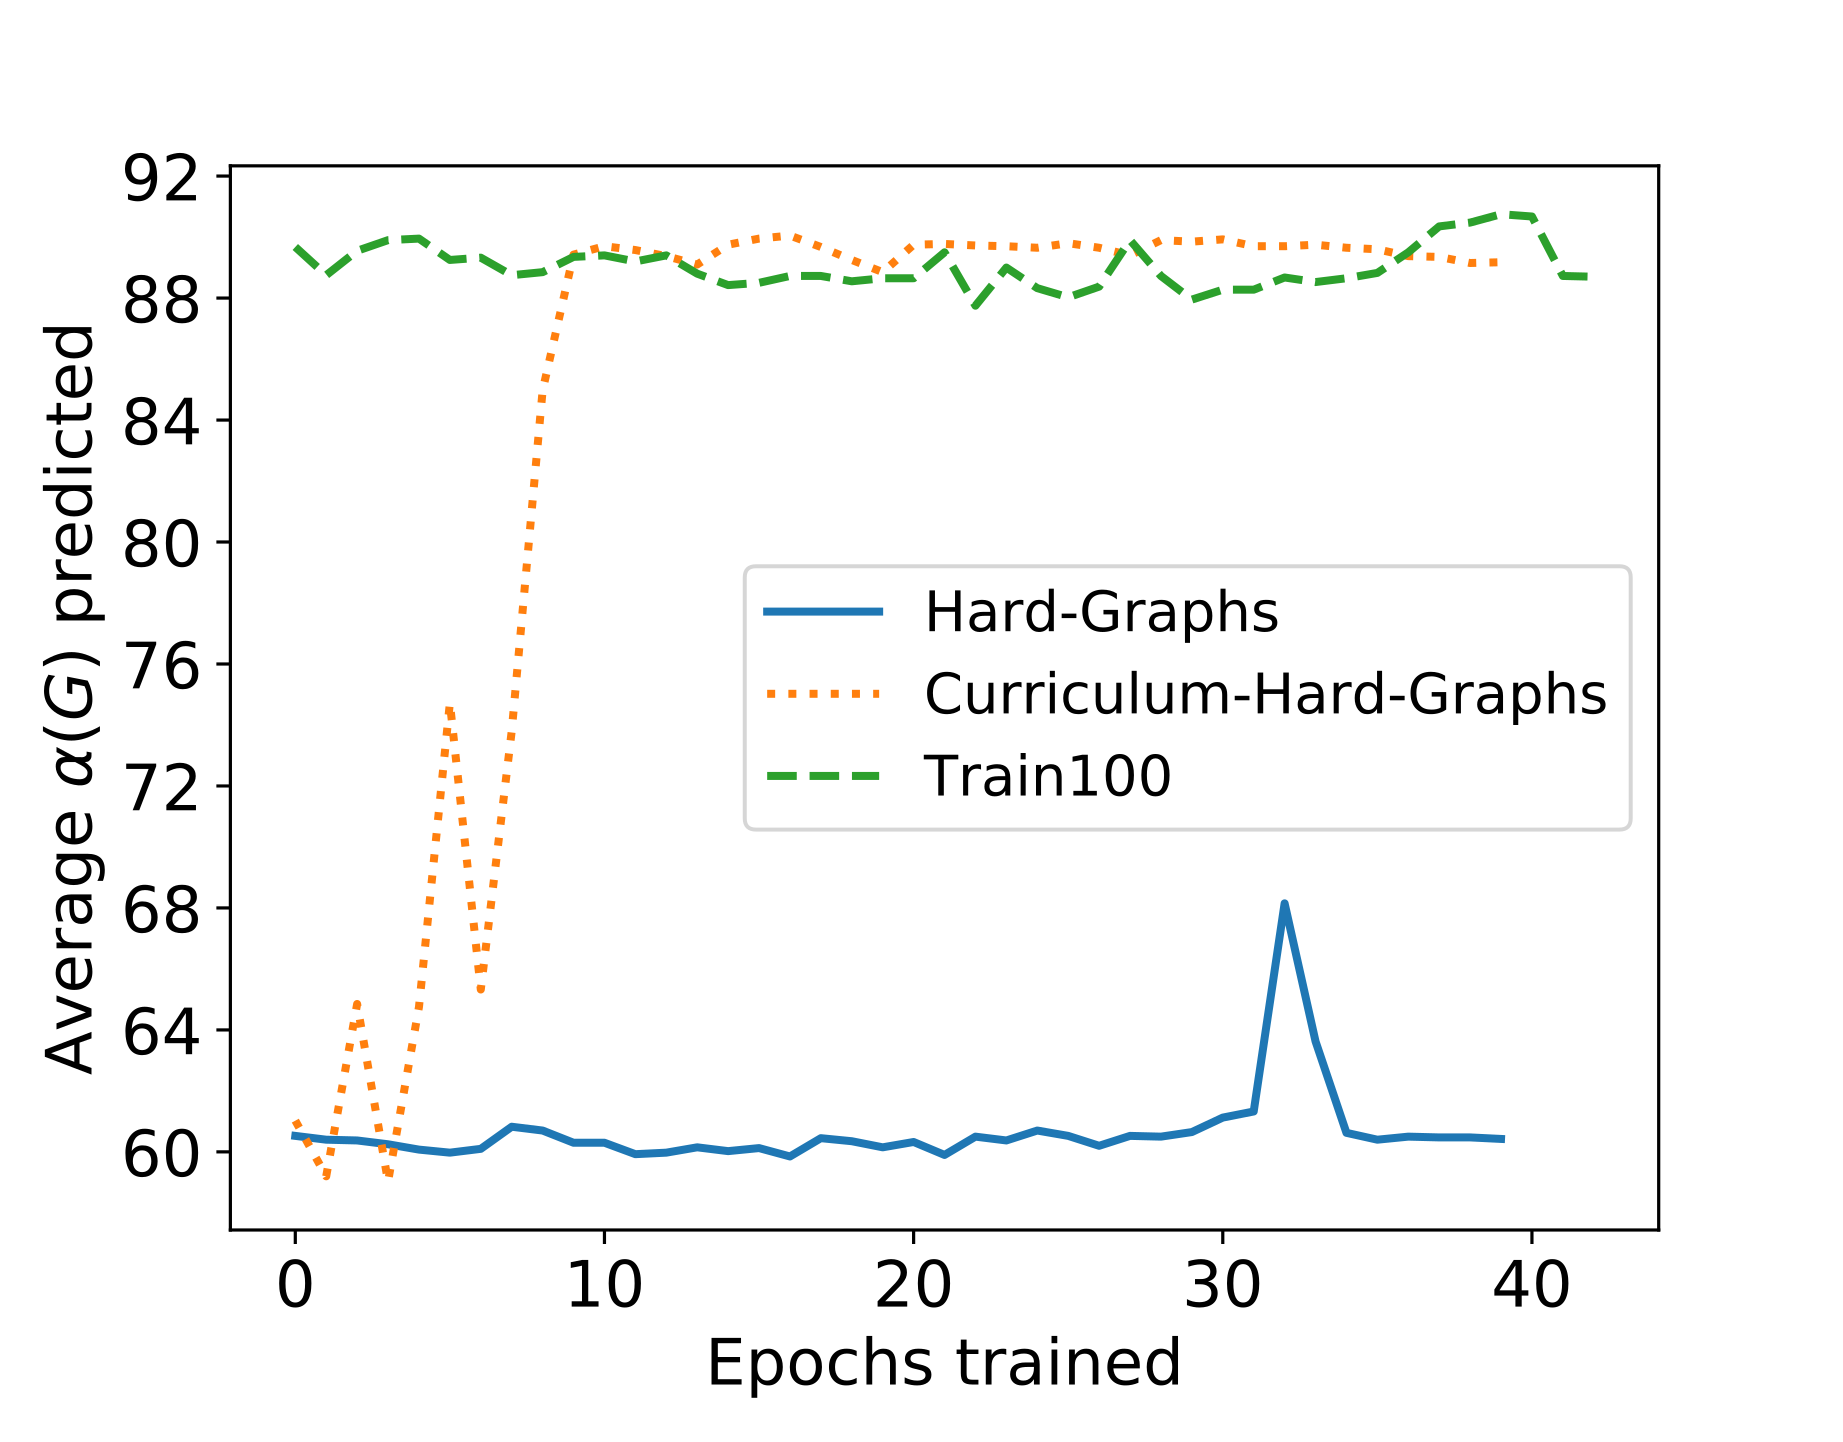 92
88
84
80
76
72
68
64
60
Average α(G) predicted
Hard-Graphs
Curriculum-Hard-Graphs
Train100
0 10 20 30 40
Epochs trained